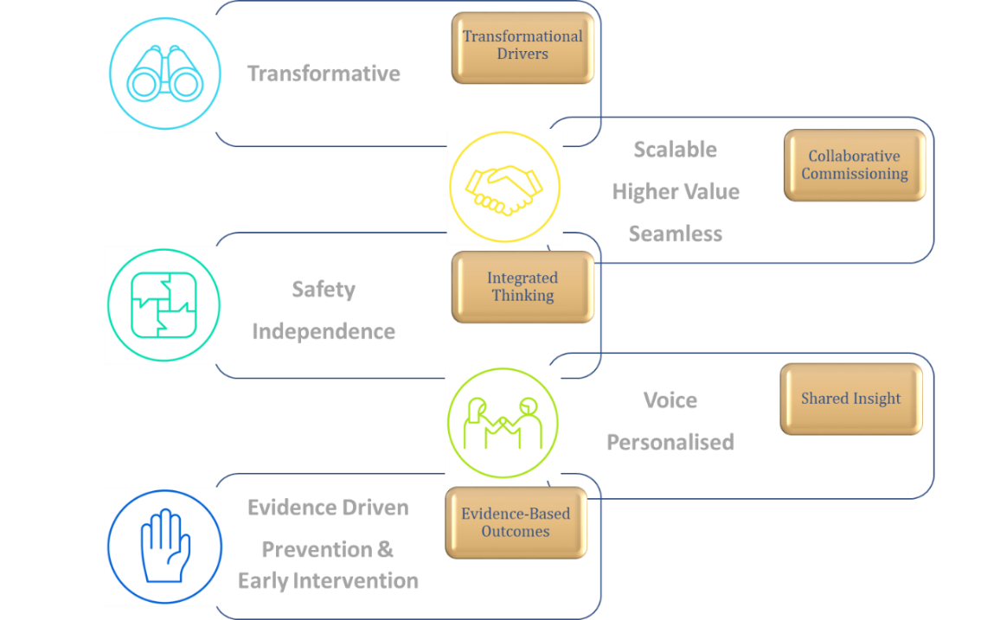 Transformative
Transformational
Drivers
Scalable
Higher Value
Seamless
Collaborative
Commissioning
Safety
Independence
Integrated
Thinking
Voice
Personalised
Shared Insight
Evidence Driven
Prevention &
Early Intervention
Evidence-Based
Outcomes